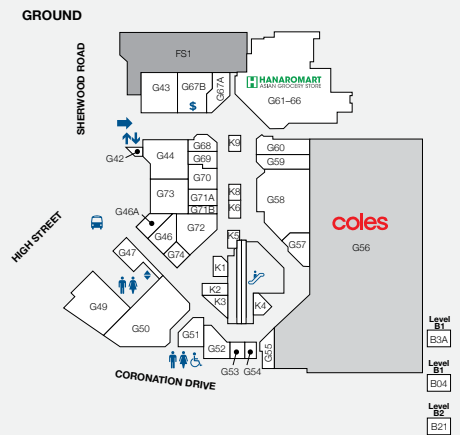 GROUND
SHERWOOD ROAD
FS1
G43
G67B
G67A
$
HANAROMART
ASIAN GROCERY STORE
G61–66
G42
G44
G68
G69
G70
K9
G60
G59
G73
G71A
G71B
K8
K6
G58
coles
G56
G46A
G46
G72
G74
K5
G57
HIGH STREET
G47
K1
K2
K3
K4
G49
G50
G51
G52
G53
G54
G55
CORONATION DRIVE
Level
B1
B3A
Level
B1
B04
Level
B2
B21